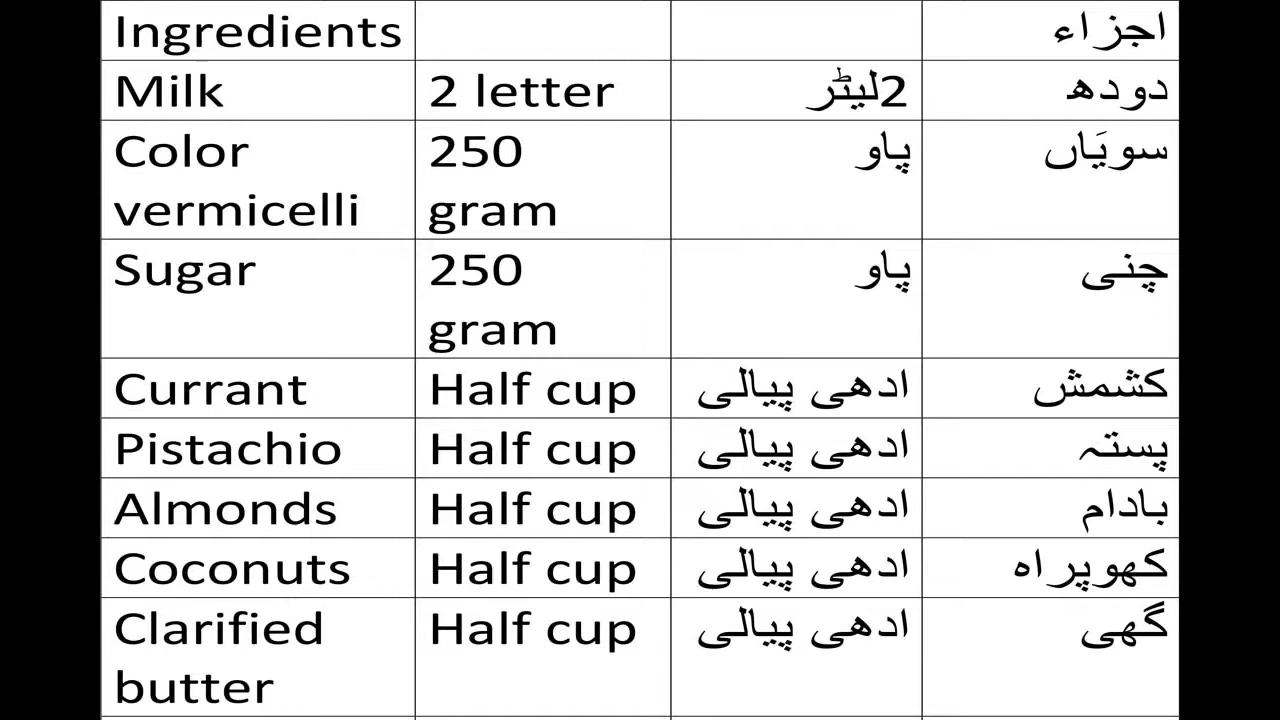 Ingredients اجزاء
Milk 2 letter 2لیٹر دودھ
Color 250 پاو سویَاں
vermicelli gram
Sugar 250 پاو چنی
gram
Currant Half cup ادھی پیالی کشمش
Pistachio Half cup ادھی پیالی پستہ
Almonds Half cup ادھی پیالی بادام
Coconuts Half cup ادھی پیالی کھوپراہ
Clarified Half cup ادھی پیالی گھی
butter